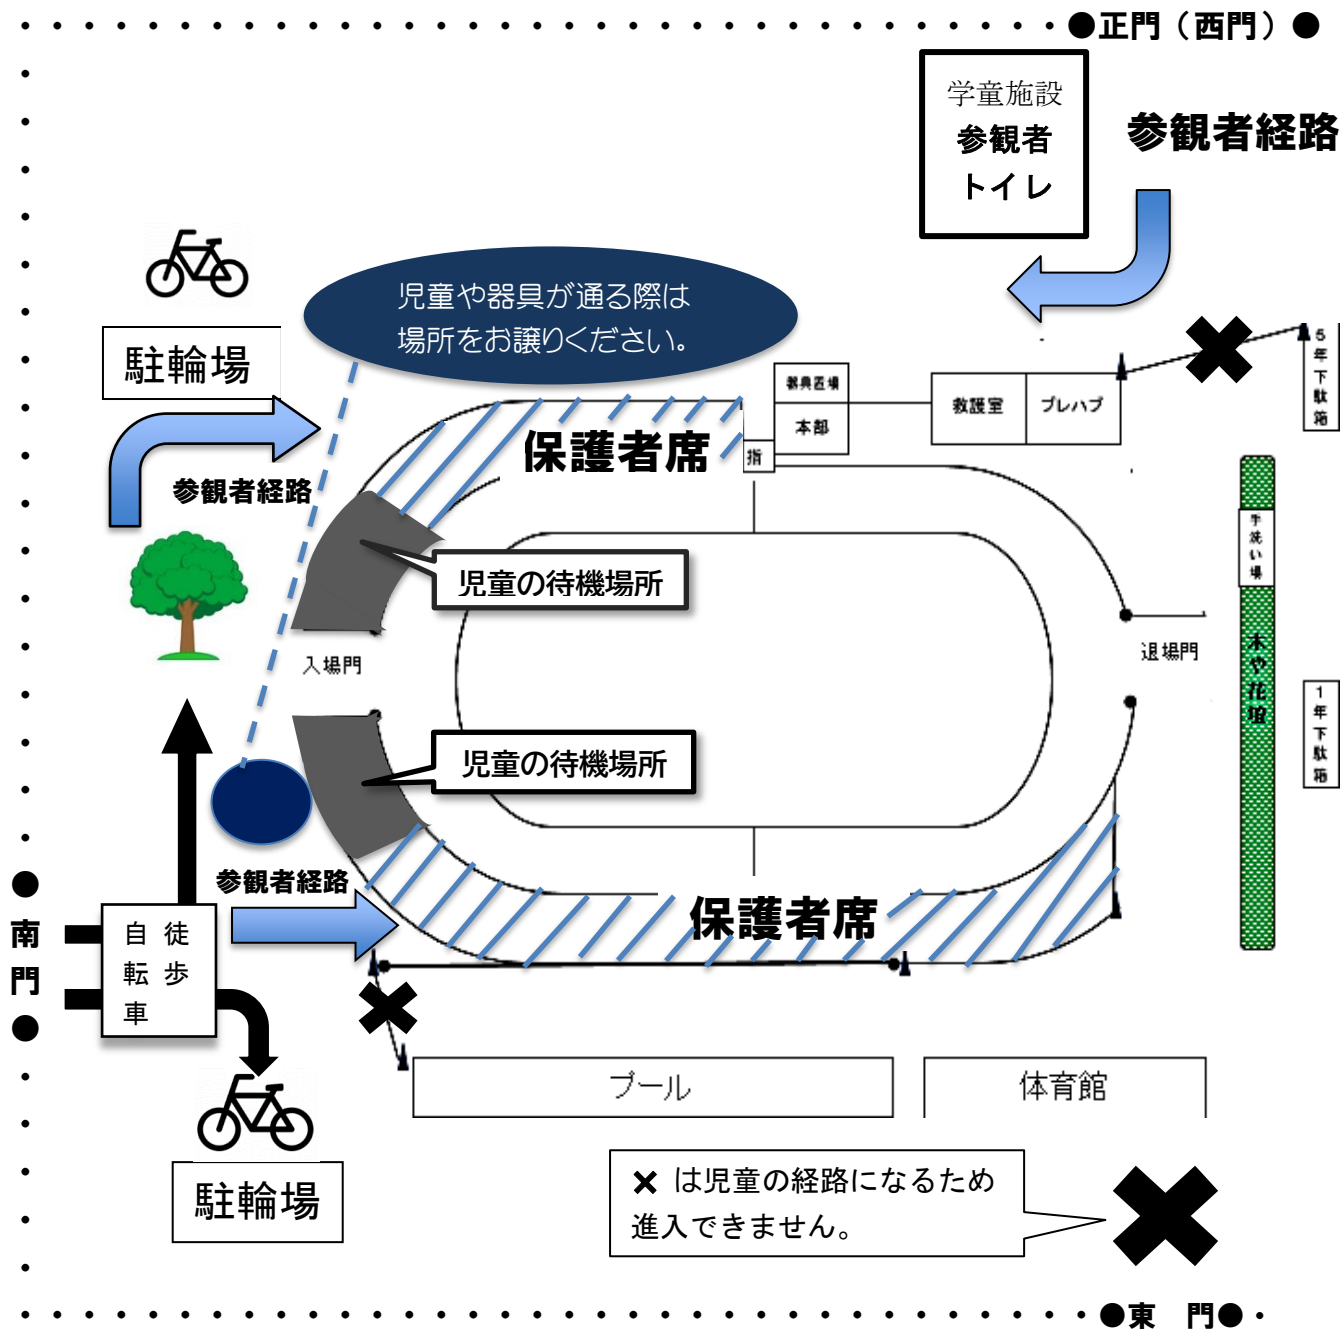 ●正門（西門）●
学童施設
参観者
トイレ
参観者経路
児童や器具が通る際は
場所をお譲りください。
駐輪場
参観者経路
器具置場
本部
指
救護室
プレハブ
5年下駄箱
保護者席
児童の待機場所
手洗い場
木や花壇
入場門
退場門
1年下駄箱
児童の待機場所
参観者経路
保護者席
●南門●
徒歩
自転車
プール
体育館
駐輪場
✖ は児童の経路になるため
進入できません。
●東　門●